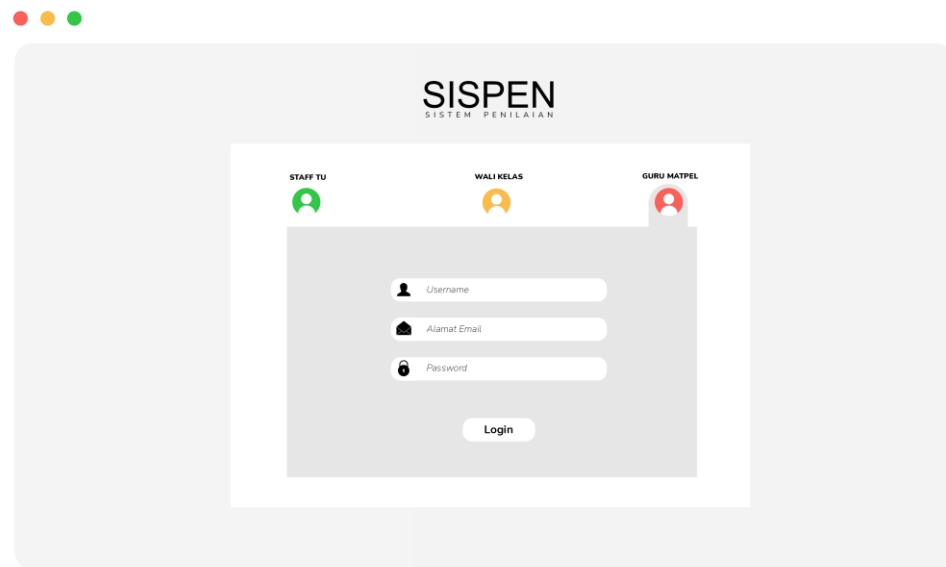 SISPEN
SISTEM PENILAIAN
STAFF TU
WALI KELAS
GURU MATPEL
Username
Alamat Email
Password
Login